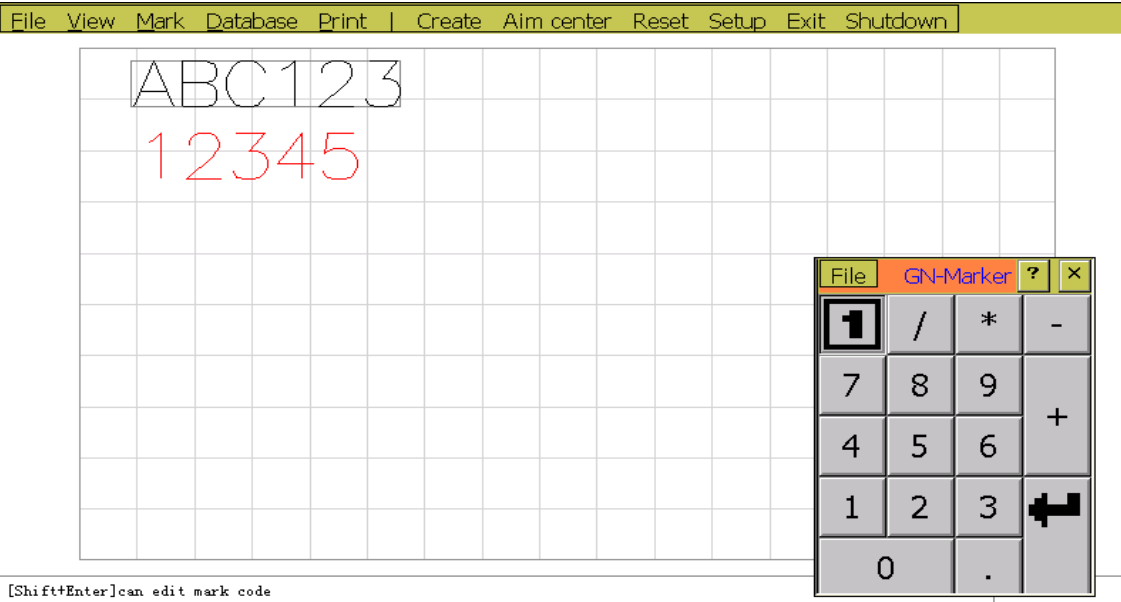 File View Mark Database Print | Create Aim center Reset Setup Exit Shutdown
ABC123
12345
File GN-Marker ? ×
1 / * -
7 8 9 +
4 5 6
1 2 3
0 .
[Shift+Enter]can edit mark code